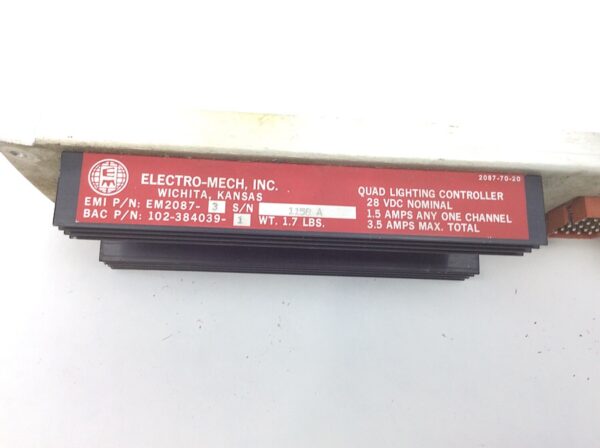 2087-70-20
ELECTRO-MECH, INC.
WICHITA, KANSAS
EMI P/N: EM2087- 3 S/N 1158 A
BAC P/N: 102-384039- 1 WT. 1.7 LBS.
QUAD LIGHTING CONTROLLER
28 VDC NOMINAL
1.5 AMPS ANY ONE CHANNEL
3.5 AMPS MAX. TOTAL